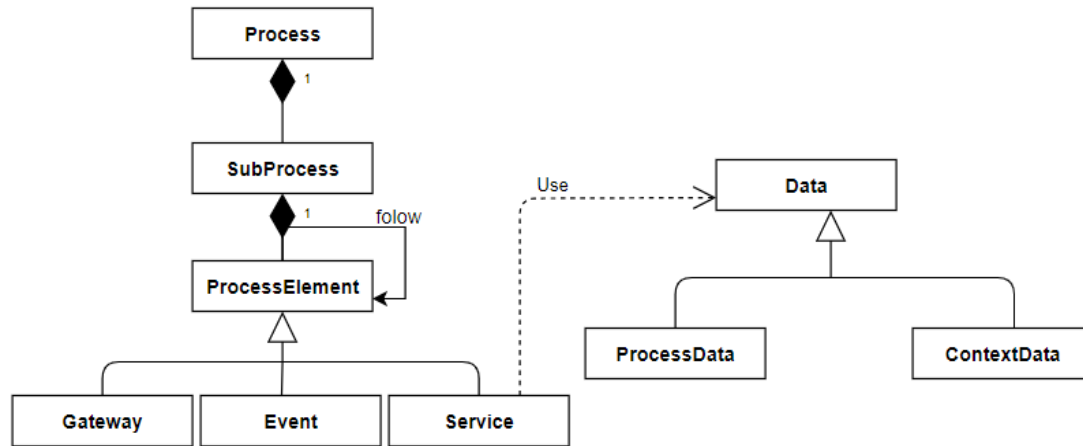 Process
1
SubProcess
1
folow
ProcessElement
Gateway
Event
Service
Use
Data
ProcessData
ContextData